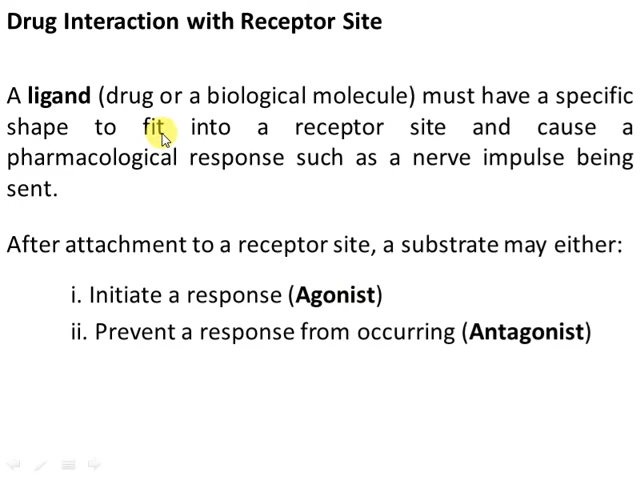 Drug Interaction with Receptor Site
A ligand (drug or a biological molecule) must have a specific
shape to fit into a receptor site and cause a
pharmacological response such as a nerve impulse being
sent.
After attachment to a receptor site, a substrate may either:
i. Initiate a response (Agonist)
ii. Prevent a response from occurring (Antagonist)